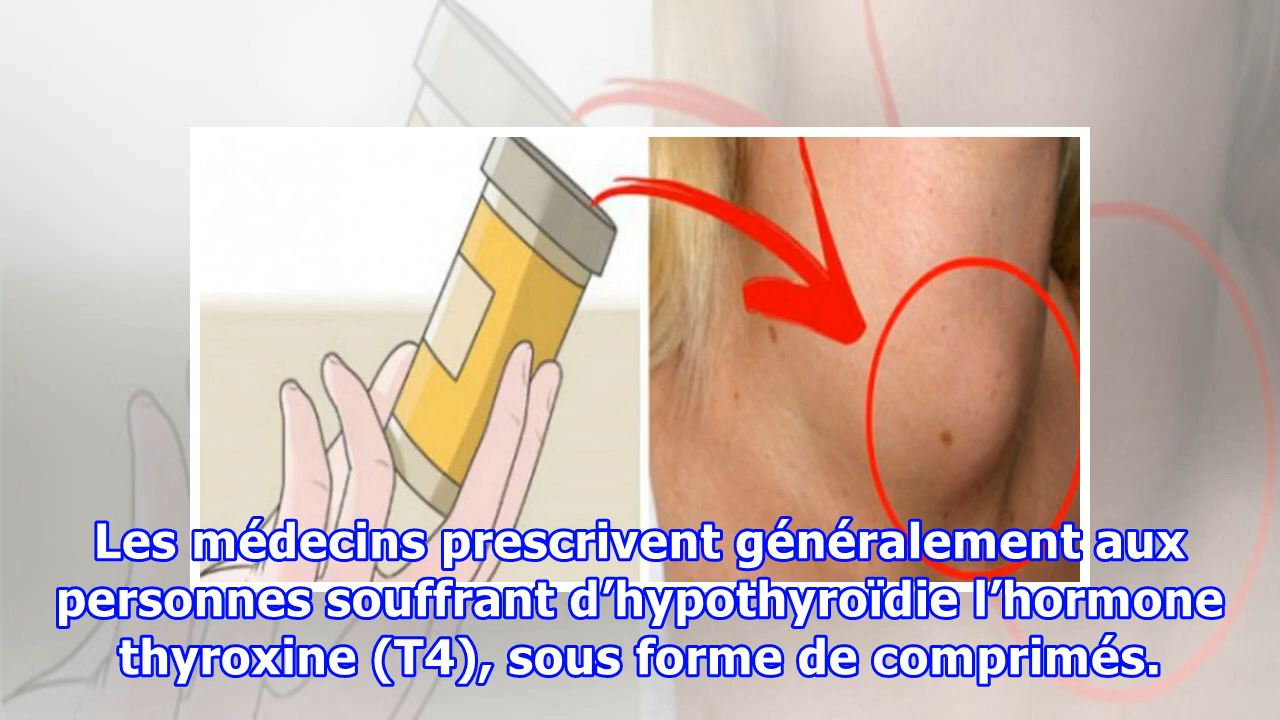 Les médecins prescrivent généralement aux
personnes souffrant d’hypothyroïdie l’hormone
thyroxine (T4), sous forme de comprimés.